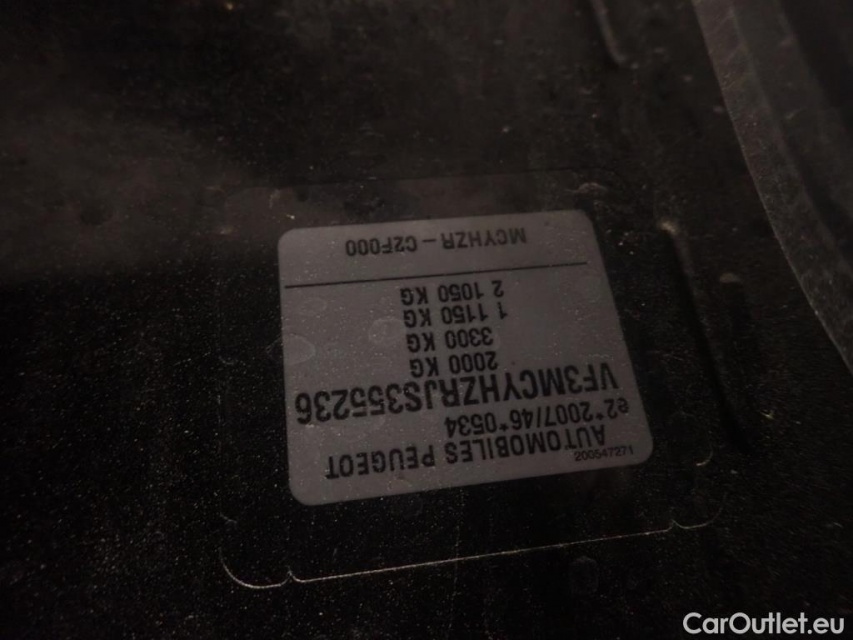 200547271
AUTOMOBILES PEUGEOT
e2*2007/46*0534
VF3MCYHZRJS355236
2000 KG
3300 KG
1 1150 KG
2 1050 KG
MCYHZR - C2F000
CarOutlet.eu